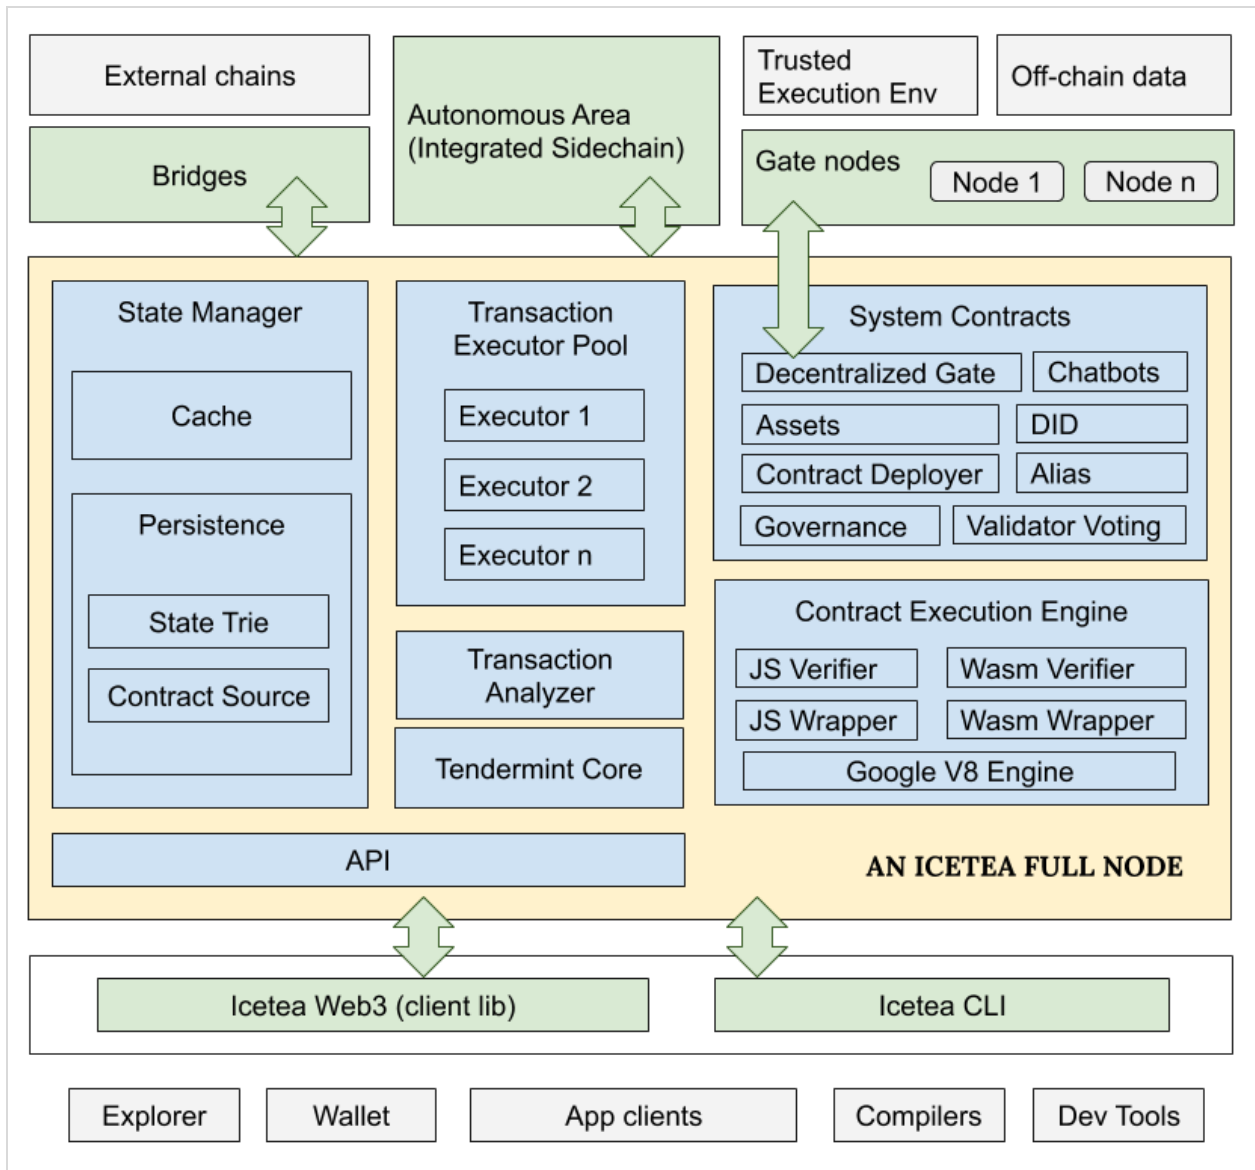 External chains
Bridges
Autonomous Area
(Integrated Sidechain)
Trusted
Execution Env
Off-chain data
Gate nodes
Node 1
Node n
State Manager
Cache
Persistence
State Trie
Contract Source
Transaction
Executor Pool
Executor 1
Executor 2
Executor n
Transaction
Analyzer
Tendermint Core
System Contracts
Decentralized Gate
Chatbots
Assets
DID
Contract Deployer
Alias
Governance
Validator Voting
Contract Execution Engine
JS Verifier
Wasm Verifier
JS Wrapper
Wasm Wrapper
Google V8 Engine
API
AN ICETEA FULL NODE
Icetea Web3 (client lib)
Icetea CLI
Explorer
Wallet
App clients
Compilers
Dev Tools